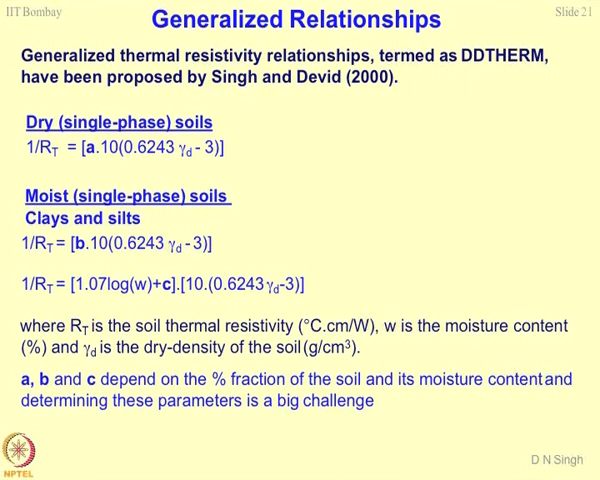 IIT Bombay
Generalized Relationships
Slide 21
Generalized thermal resistivity relationships, termed as DDTHERM,
have been proposed by Singh and Devid (2000).
Dry (single-phase) soils
1/R_T = [a.10(0.6243 γ_d - 3)]
Moist (single-phase) soils
Clays and silts
1/R_T = [b.10(0.6243 γ_d - 3)]
1/R_T = [1.07log(w)+c].[10.(0.6243 γ_d-3)]
where R_T is the soil thermal resistivity (°C.cm/W), w is the moisture content
(%) and γ_d is the dry-density of the soil (g/cm³).
a, b and c depend on the % fraction of the soil and its moisture content and
determining these parameters is a big challenge
NPTEL
D N Singh